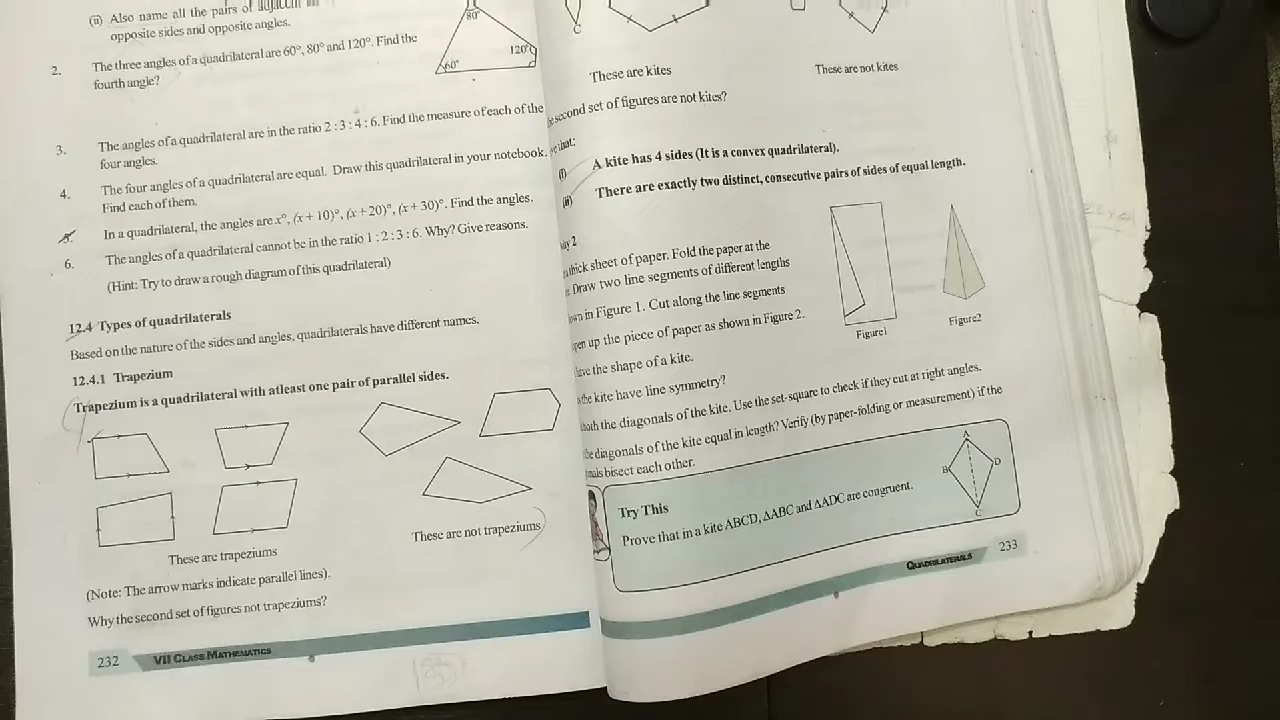 (ii) Also name all the pairs of
opposite sides and opposite angles.
2. The three angles of a quadrilateral are 60°, 80° and 120°. Find the
fourth angle?
80°
120°
60°
3. The angles of a quadrilateral are in the ratio 2 : 3 : 4 : 6. Find the measure of each of the
four angles.
4. The four angles of a quadrilateral are equal. Draw this quadrilateral in your notebook.
Find each of them.
5. In a quadrilateral, the angles are x°, (x + 10)°, (x + 20)°, (x + 30)°. Find the angles.
6. The angles of a quadrilateral cannot be in the ratio 1 : 2 : 3 : 6. Why? Give reasons.
(Hint: Try to draw a rough diagram of this quadrilateral)
12.4 Types of quadrilaterals
Based on the nature of the sides and angles, quadrilaterals have different names.
12.4.1 Trapezium
Trapezium is a quadrilateral with atleast one pair of parallel sides.
These are trapeziums
These are not trapeziums
(Note: The arrow marks indicate parallel lines).
Why the second set of figures not trapeziums?
232 VII CLASS MATHEMATICS
C
These are kites
These are not kites
second set of figures are not kites?
that:
(i) A kite has 4 sides (It is a convex quadrilateral).
(ii) There are exactly two distinct, consecutive pairs of sides of equal length.
2
thick sheet of paper. Fold the paper at the
Draw two line segments of different lengths
in Figure 1. Cut along the line segments
up the piece of paper as shown in Figure 2.
the shape of a kite.
the kite have line symmetry?
both the diagonals of the kite. Use the set-square to check if they cut at right angles.
diagonals of the kite equal in length? Verify (by paper-folding or measurement) if the
bisect each other.
Figure1
Figure2
Try This
Prove that in a kite ABCD, ΔABC and ΔADC are congruent.
A
B
D
C
QUADRILATERALS 233